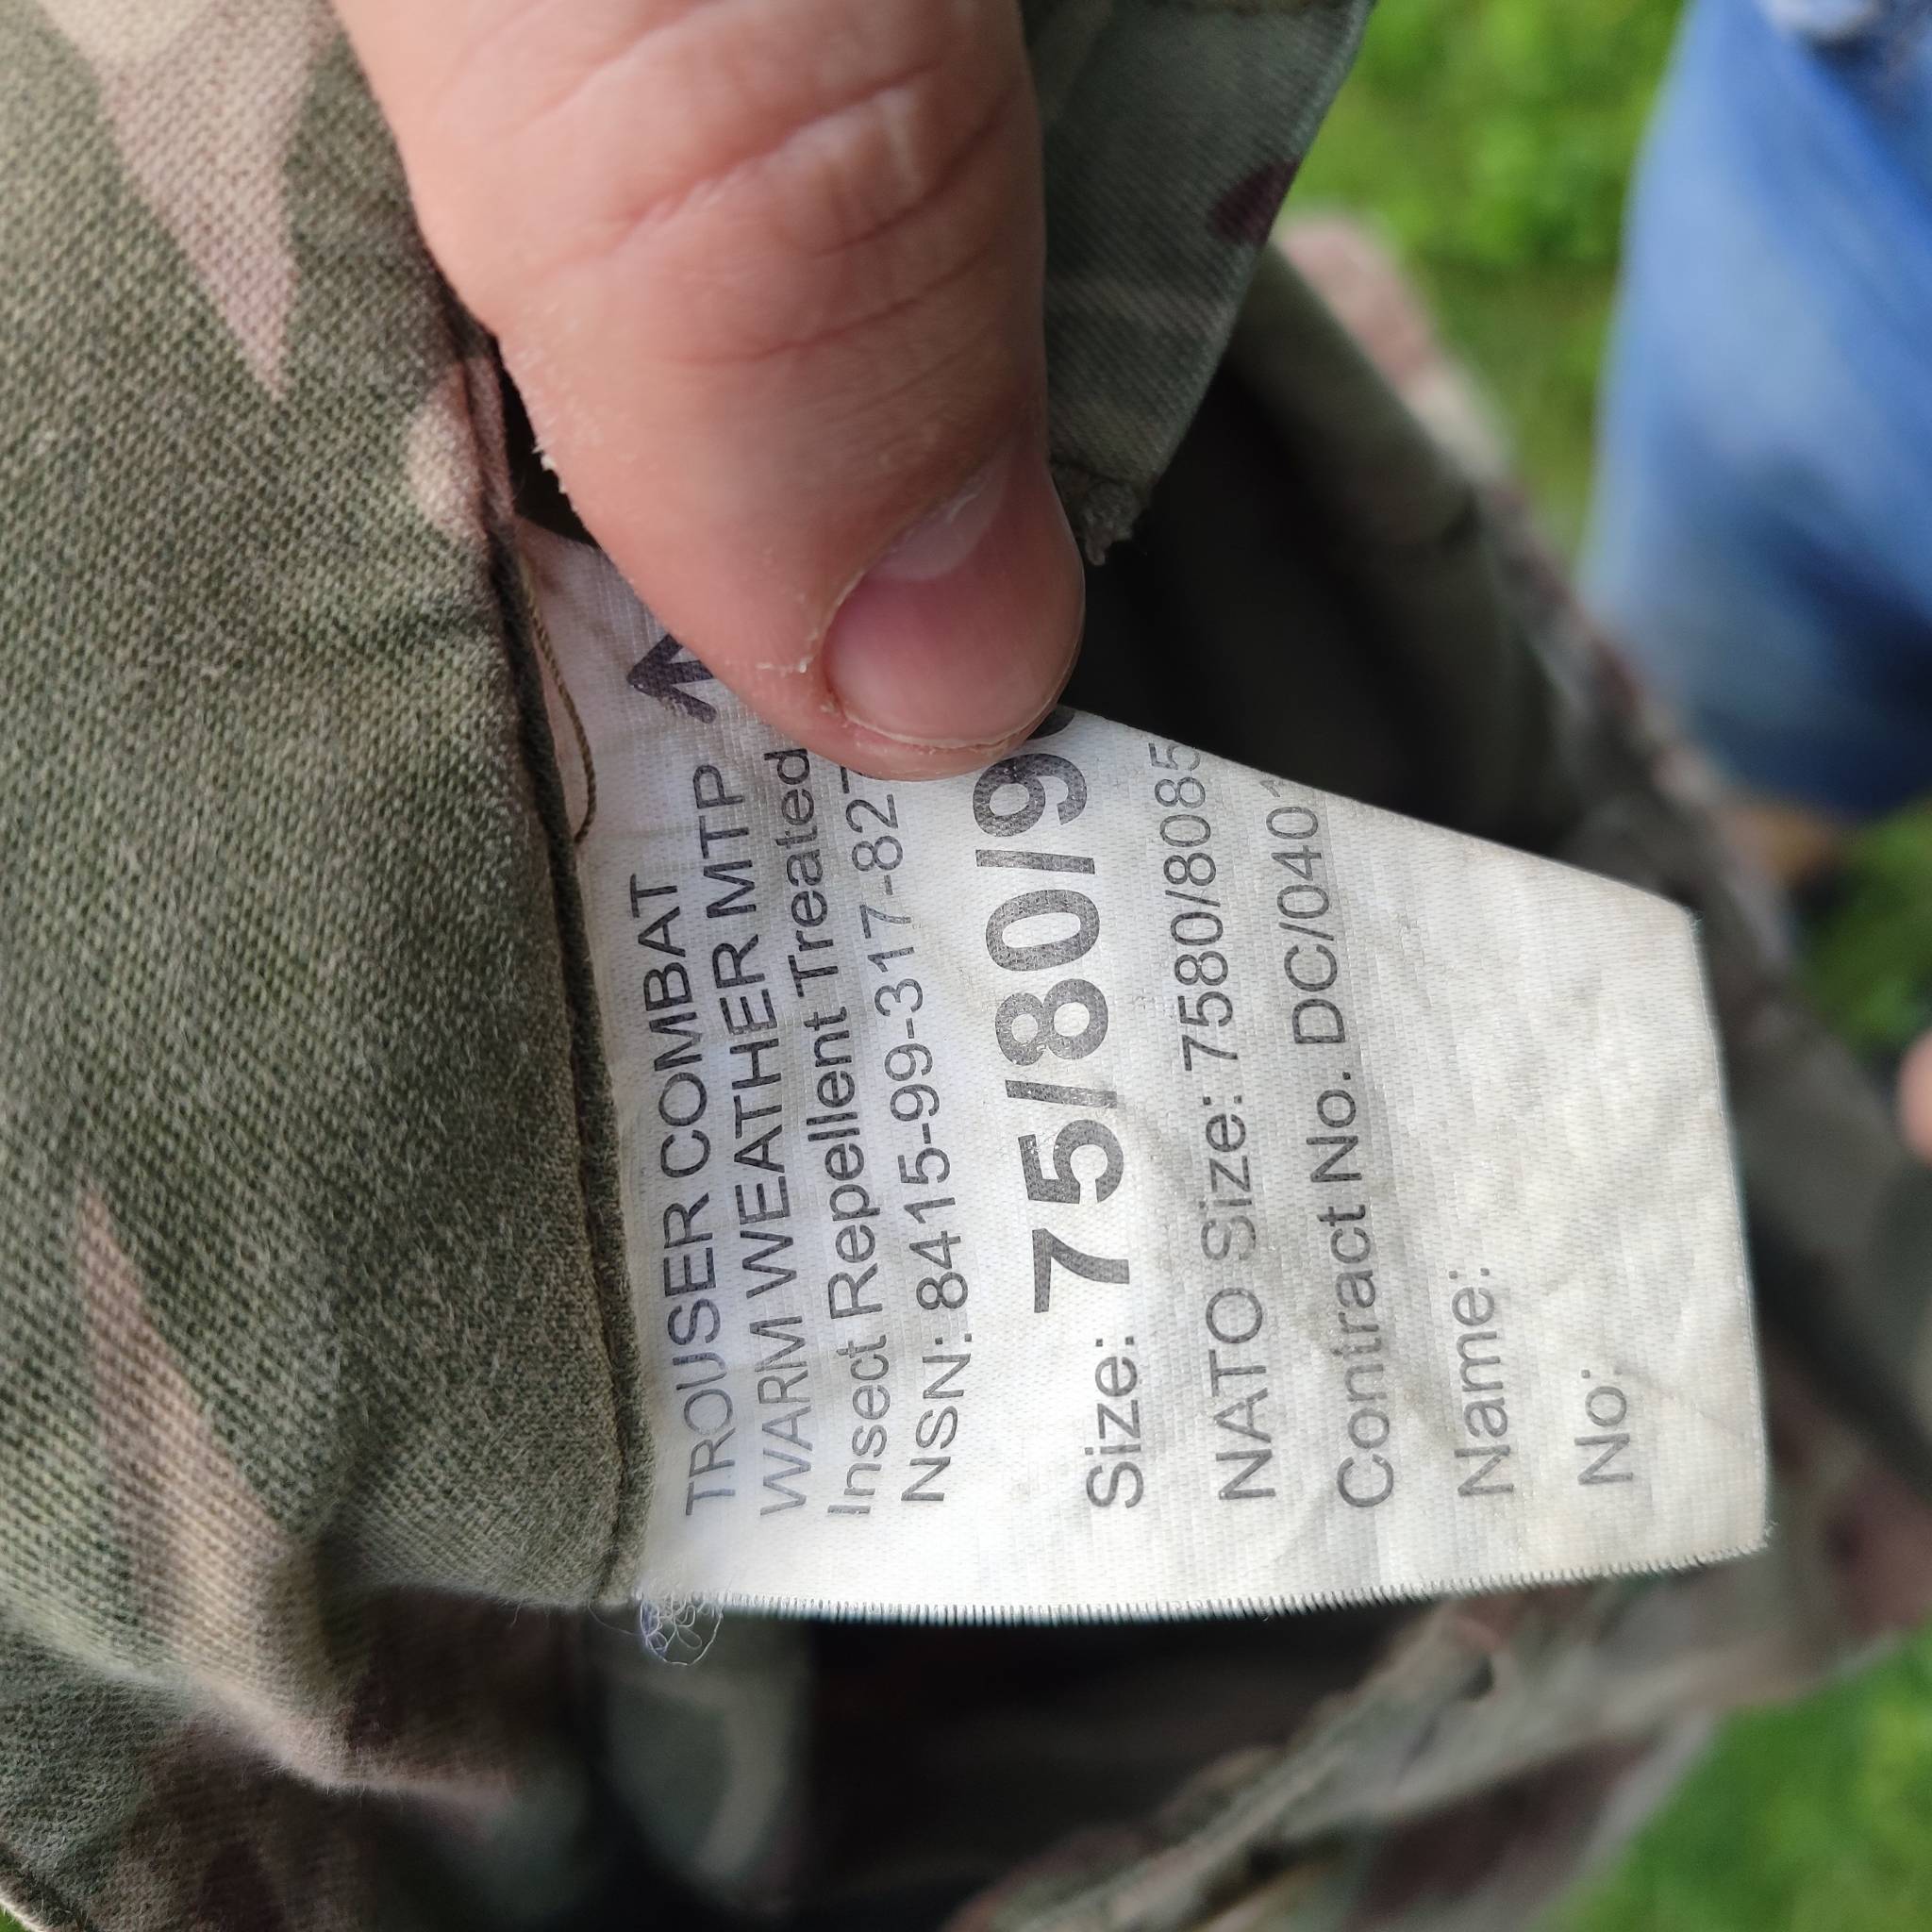 TROUSER COMBAT
WARM WEATHER MTP
Insect Repellent Treated
NSN: 8415-99-317-82
Size: 75/80/9
NATO Size: 7580/8085
Contract No. DC/040
Name:
No: